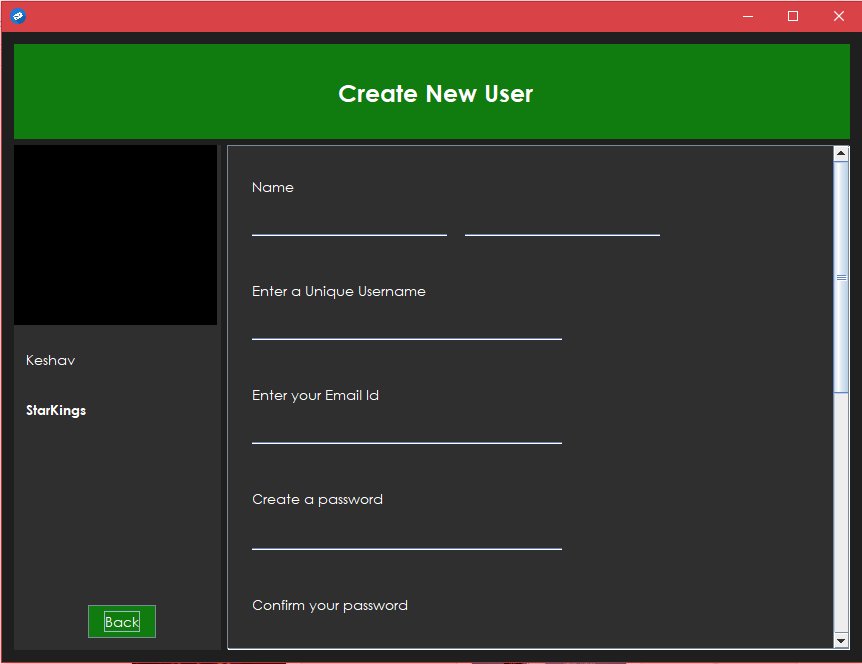 Create New User
Keshav
StarKings
Back
Name
Enter a Unique Username
Enter your Email Id
Create a password
Confirm your password